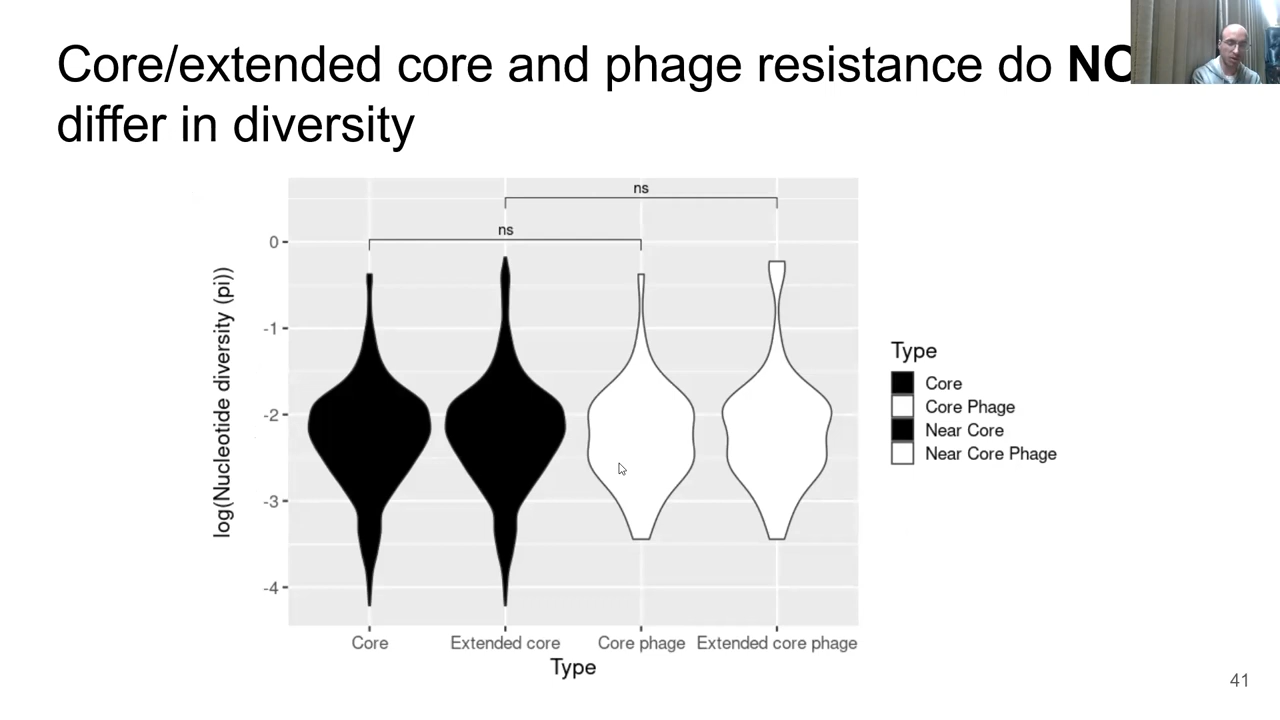 Core/extended core and phage resistance do
differ in diversity
ns
ns
0
-1
-2
-3
-4
log(Nucleotide diversity (pi))
Core
Extended core
Core phage
Extended core phage
Type
Type
Core
Core Phage
Near Core
Near Core Phage
41